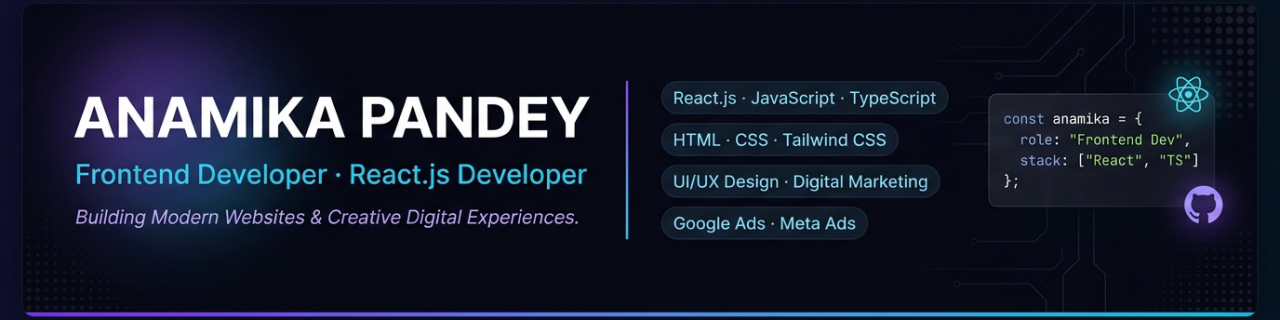 ANAMIKA PANDEY
Frontend Developer · React.js Developer
Building Modern Websites & Creative Digital Experiences.
React.js · JavaScript · TypeScript
HTML · CSS · Tailwind CSS
UI/UX Design · Digital Marketing
Google Ads · Meta Ads
const anamika = {
  role: "Frontend Dev",
  stack: ["React", "TS"]
};